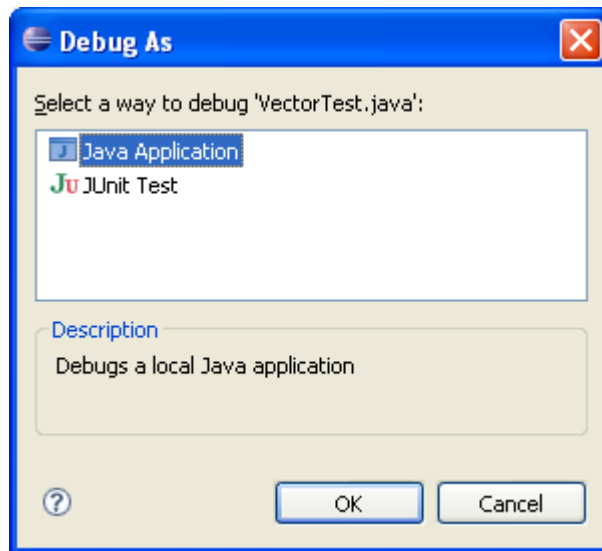 Debug As
Select a way to debug 'VectorTest.java':
Java Application
JUnit Test
Description
Debugs a local Java application
OK
Cancel